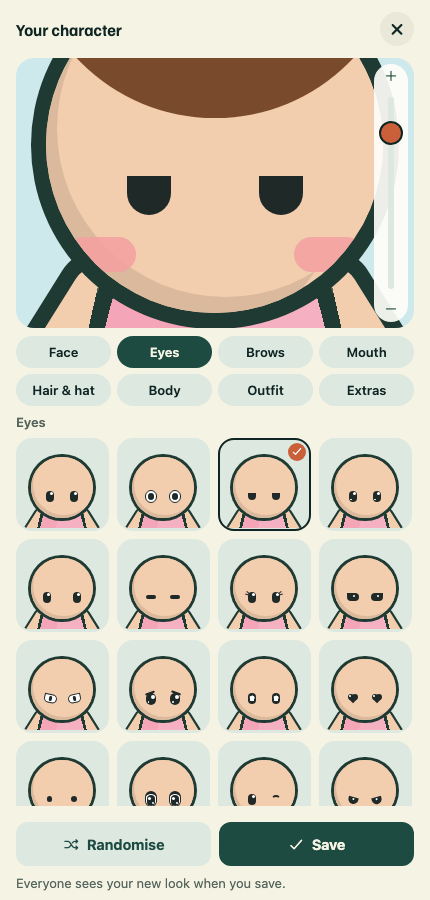 Your character
Face
Eyes
Brows
Mouth
Hair & hat
Body
Outfit
Extras
Eyes
Randomise
Save
Everyone sees your new look when you save.